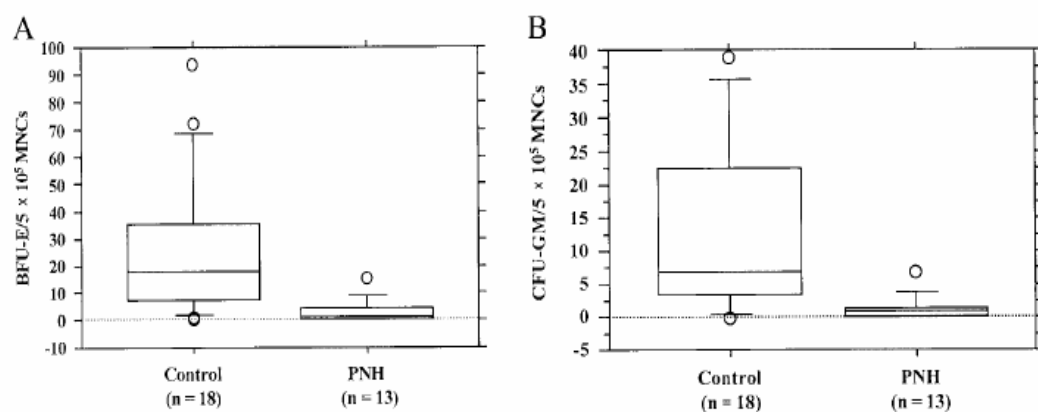 A
100
90
80
70
60
50
40
30
20
10
0
-10
BFU-E/5 × 10⁵ MNCs
Control
(n = 18)
PNH
(n = 13)
B
40
35
30
25
20
15
10
5
0
5
CFU-GM/5 × 10⁵ MNCs
Control
(n = 18)
PNH
(n = 13)